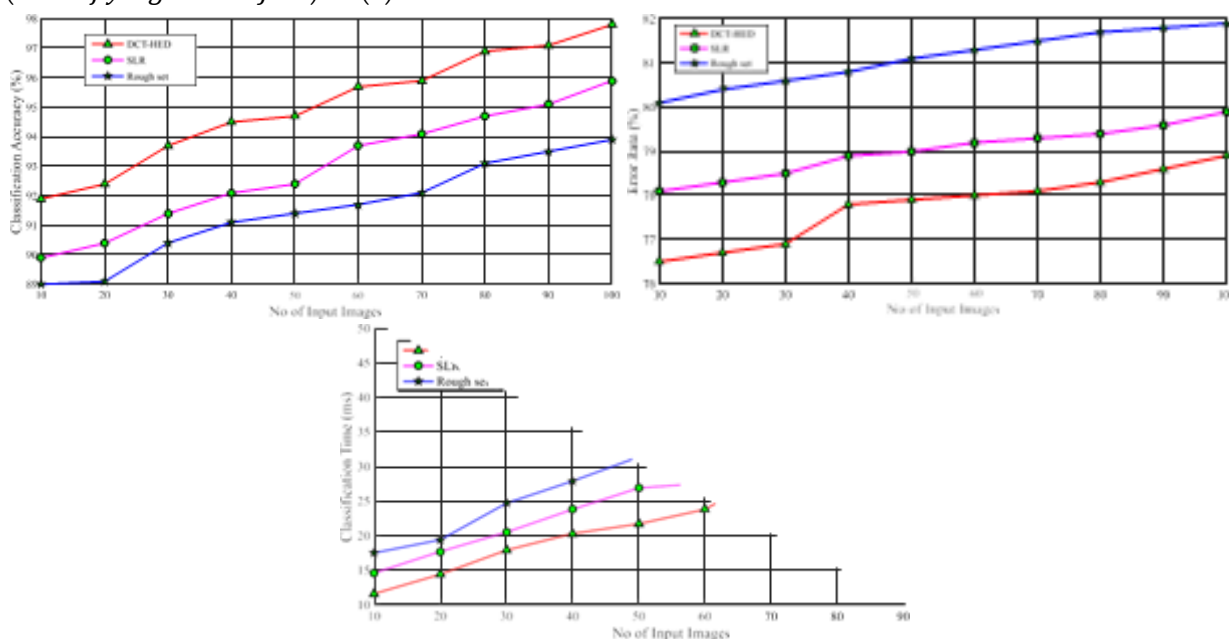 98
97
96
95
94
93
92
91
90
89
Classification Accuracy (%)
DCT-HED
SLR
Rough set
10 20 30 40 50 60 70 80 90 100
No of Input Images
82
81
80
79
78
77
76
Error Rate (%)
DCT-HED
SLR
Rough set
10 20 30 40 50 60 70 80 90 100
No of Input Images
50
45
40
35
30
25
20
15
10
Classification Time (ms)
Rough
10 20 30 40 50 60 70 80 90
No of Input Images